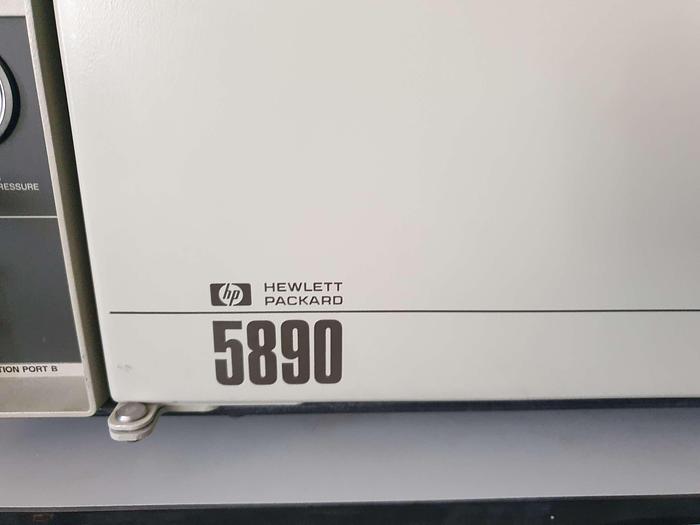 RESSURE
hp HEWLETT
PACKARD
5890
TION PORT B